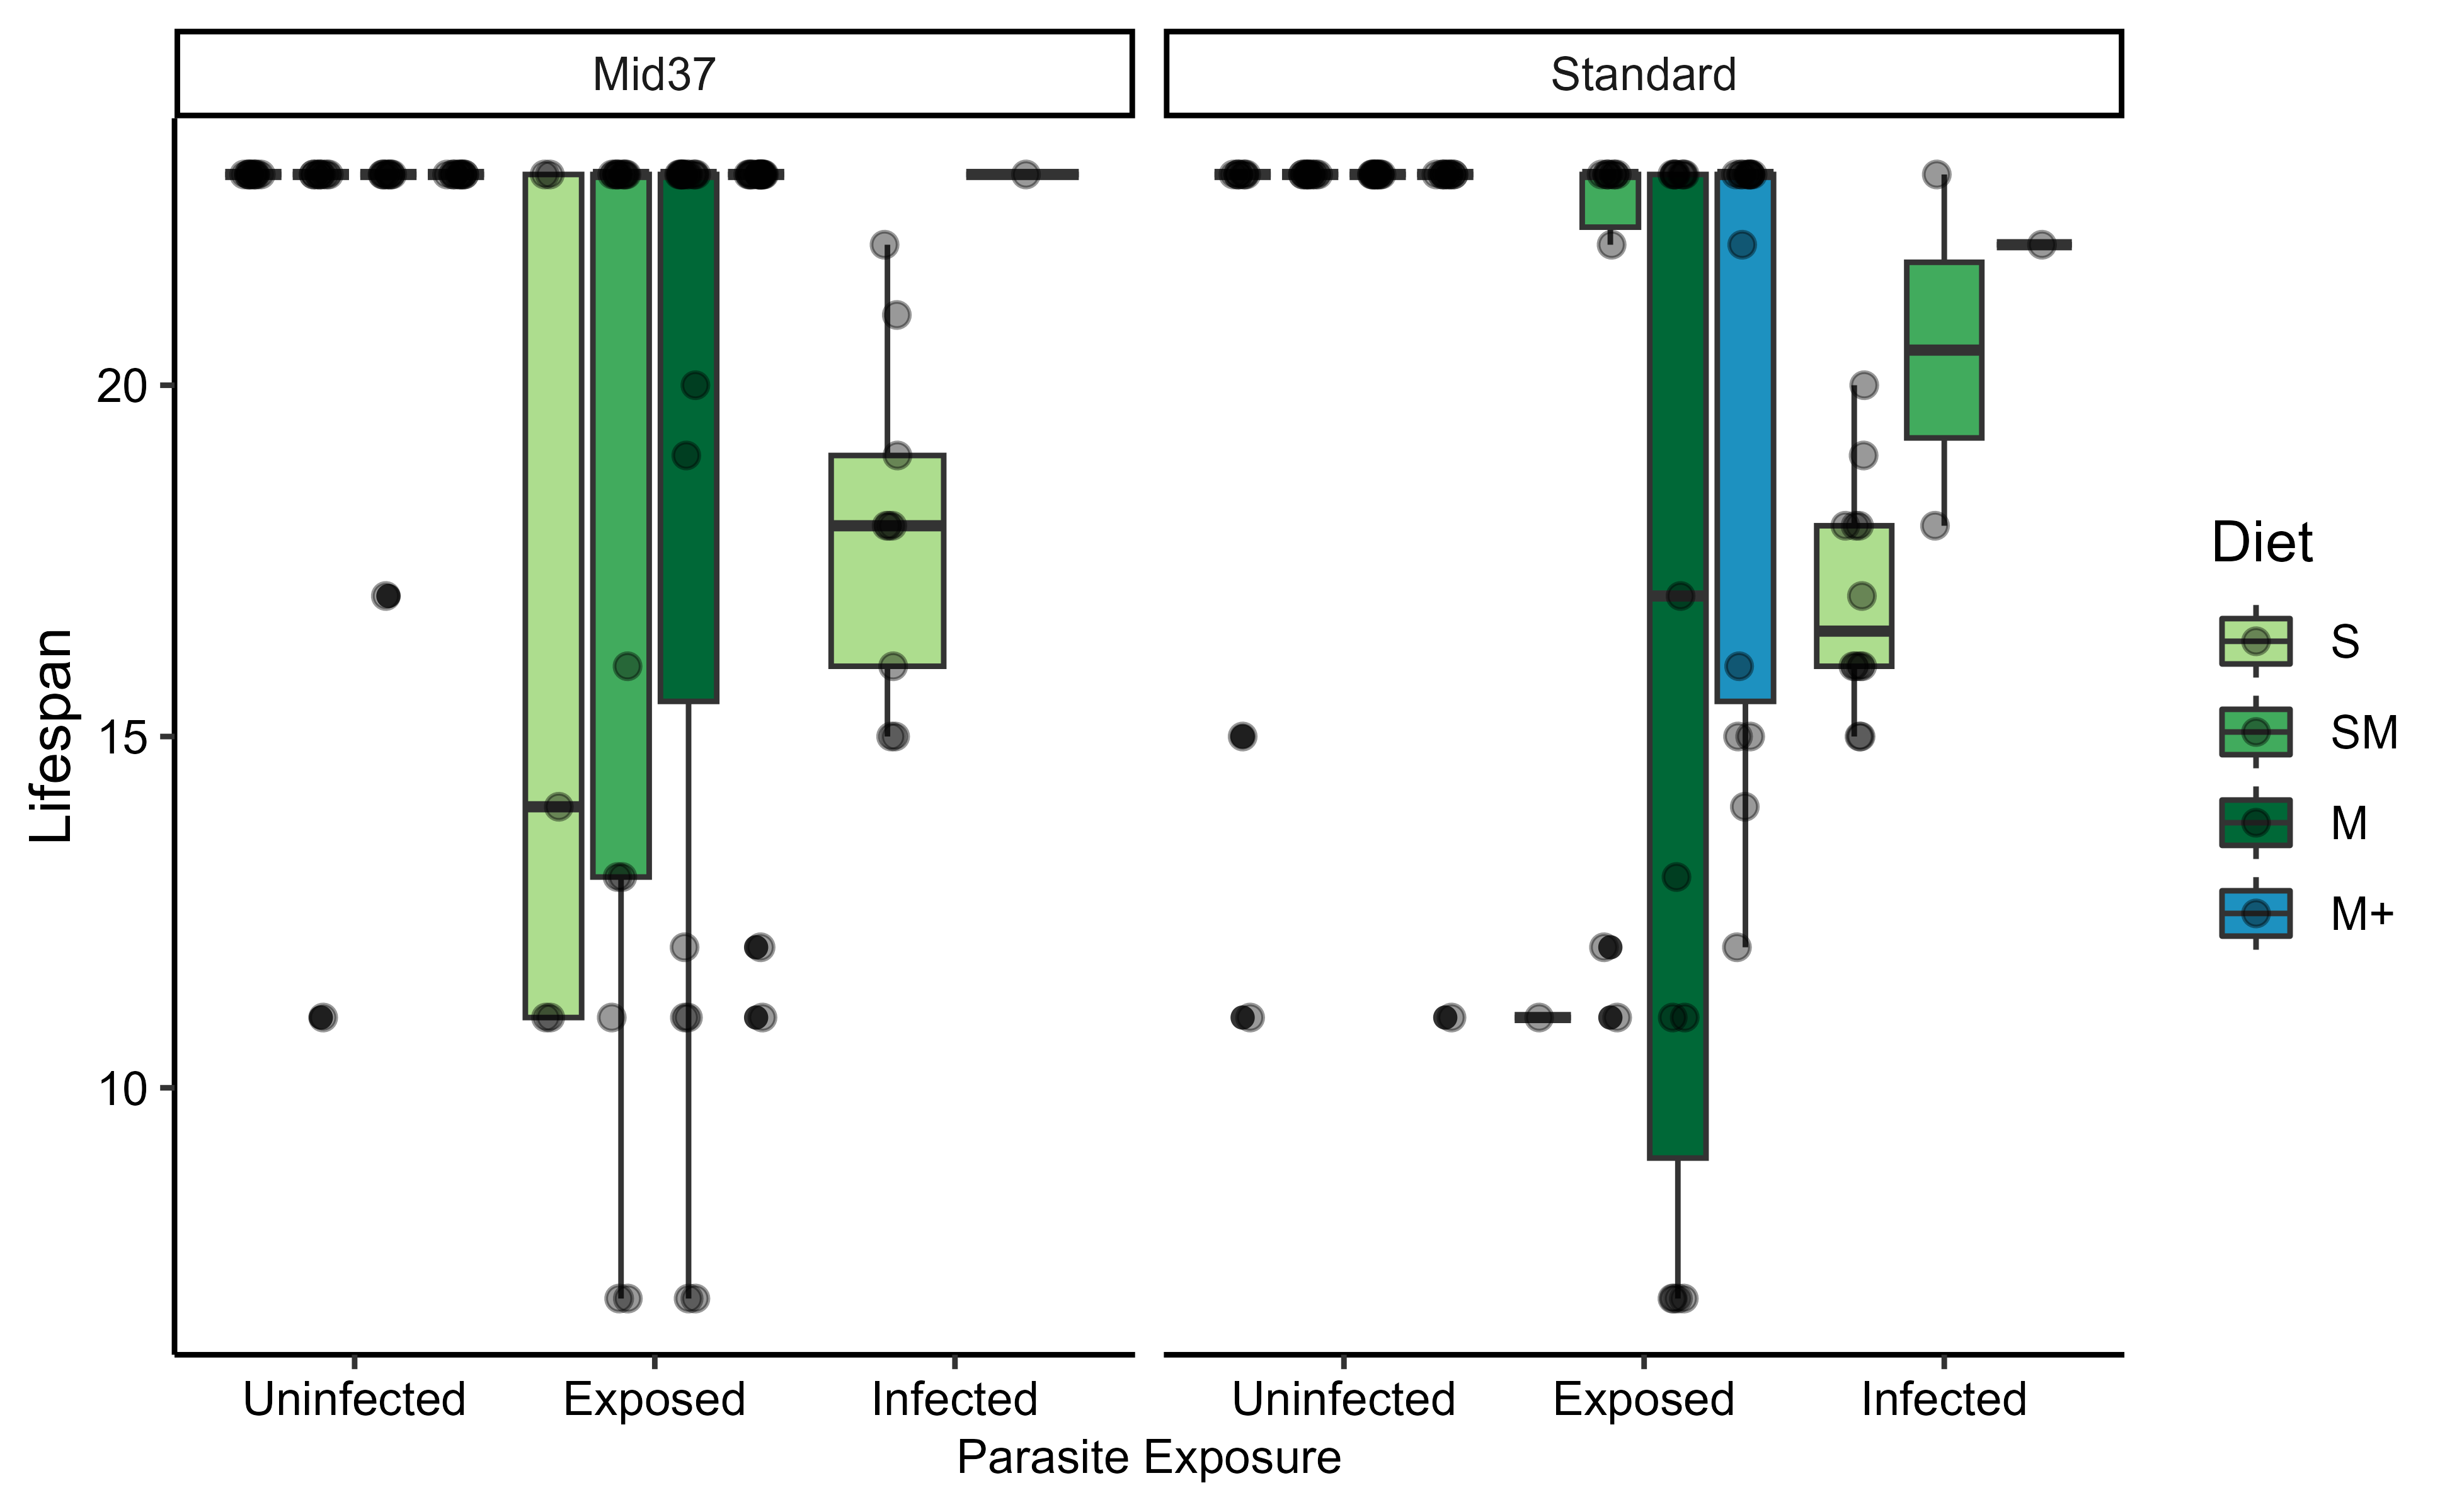 Mid37
Standard
Lifespan
20
15
10
Uninfected
Exposed
Infected
Uninfected
Exposed
Infected
Parasite Exposure
Diet
S
SM
M
M+